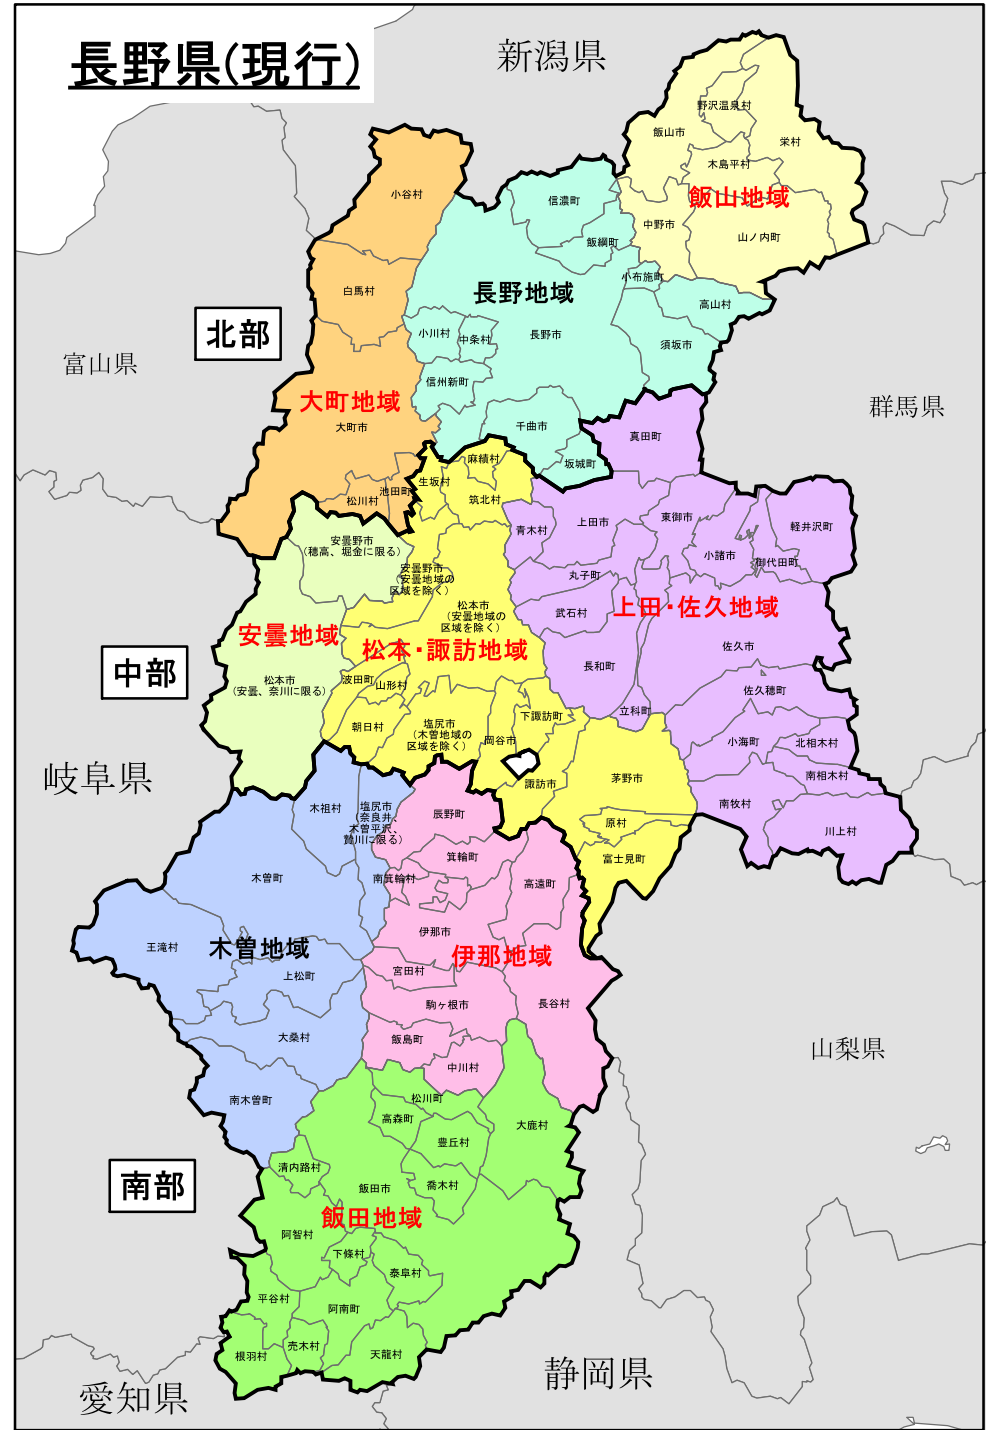 長野県(現行)
新潟県
野沢温泉村
飯山市
栄村
木島平村
飯山地域
中野市
山ノ内町
小谷村
信濃町
飯綱町
小布施町
高山村
白馬村
長野地域
長野市
北部
小川村
中条村
須坂市
富山県
信州新町
大町地域
大町市
群馬県
千曲市
真田町
坂城町
麻績村
生坂村
筑北村
池田町
松川村
青木村
上田市
東御市
軽井沢町
小諸市
御代田町
安曇野市
(穂高、堀金に限る)
安曇野市
(安曇地域の
区域を除く)
丸子町
松本市
(安曇地域の
区域を除く)
武石村
上田・佐久地域
安曇地域
松本・諏訪地域
佐久市
中部
長和町
松本市
(安曇、奈川に限る)
波田町
山形村
佐久穂町
立科町
朝日村
塩尻市
(木曽地域の
区域を除く)
下諏訪町
岡谷市
小海町
北相木村
南相木村
岐阜県
諏訪市
茅野市
南牧村
木祖村
塩尻市
(奈良井、
木曽平沢、
贄川に限る)
辰野町
原村
川上村
箕輪町
富士見町
木曽町
南箕輪村
高遠町
伊那市
王滝村
木曽地域
伊那地域
上松町
宮田村
駒ヶ根市
長谷村
大桑村
飯島町
山梨県
中川村
南木曽町
松川町
高森町
大鹿村
豊丘村
清内路村
南部
飯田市
喬木村
飯田地域
阿智村
下條村
泰阜村
平谷村
阿南町
売木村
根羽村
天龍村
静岡県
愛知県